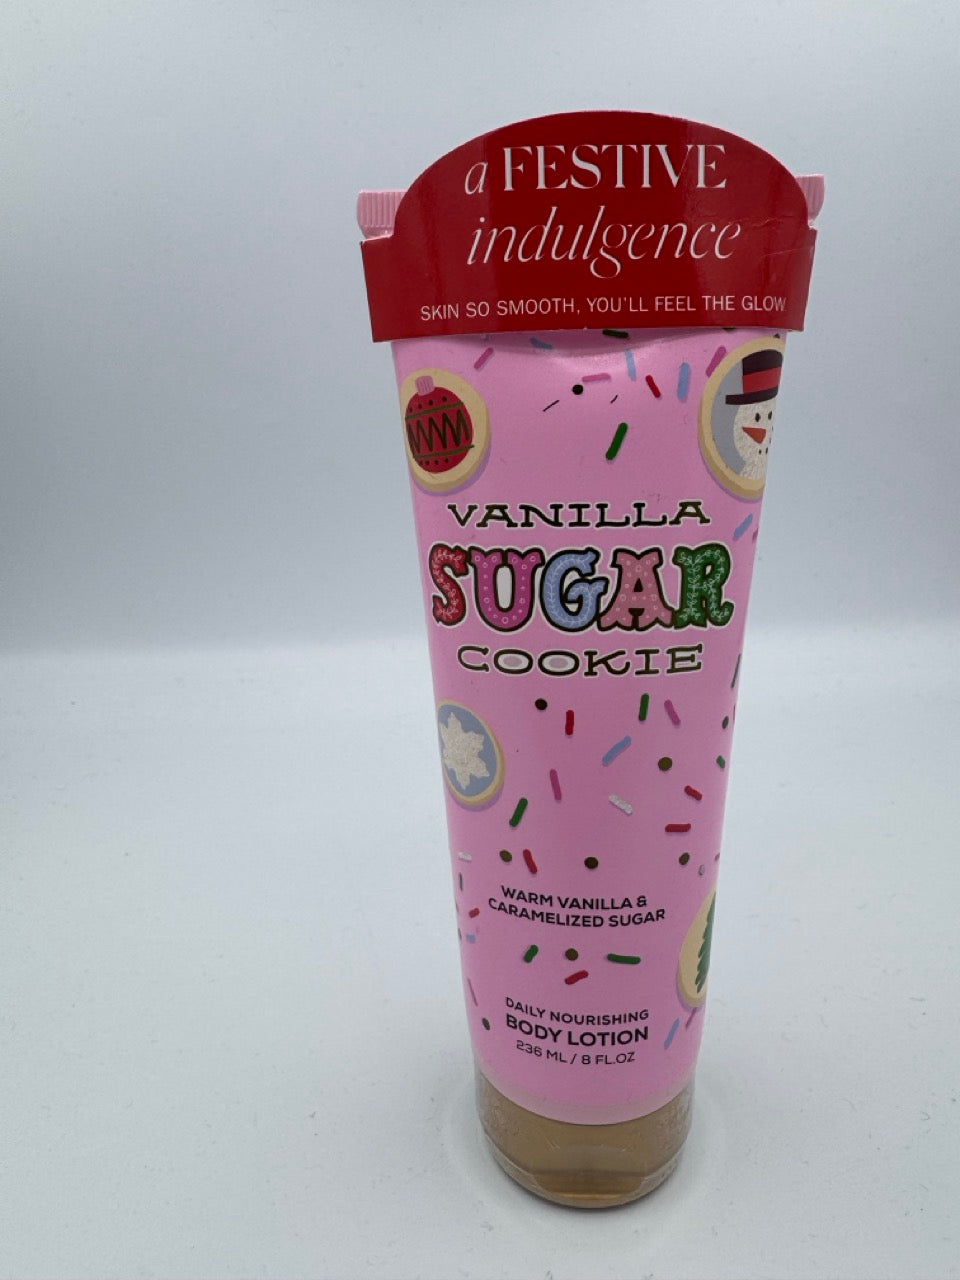 a FESTIVE
indulgence
SKIN SO SMOOTH, YOU'LL FEEL THE GLOW
VANILLA
SUGAR
COOKIE
WARM VANILLA &
CARAMELIZED SUGAR
DAILY NOURISHING
BODY LOTION
236 ML / 8 FL.OZ